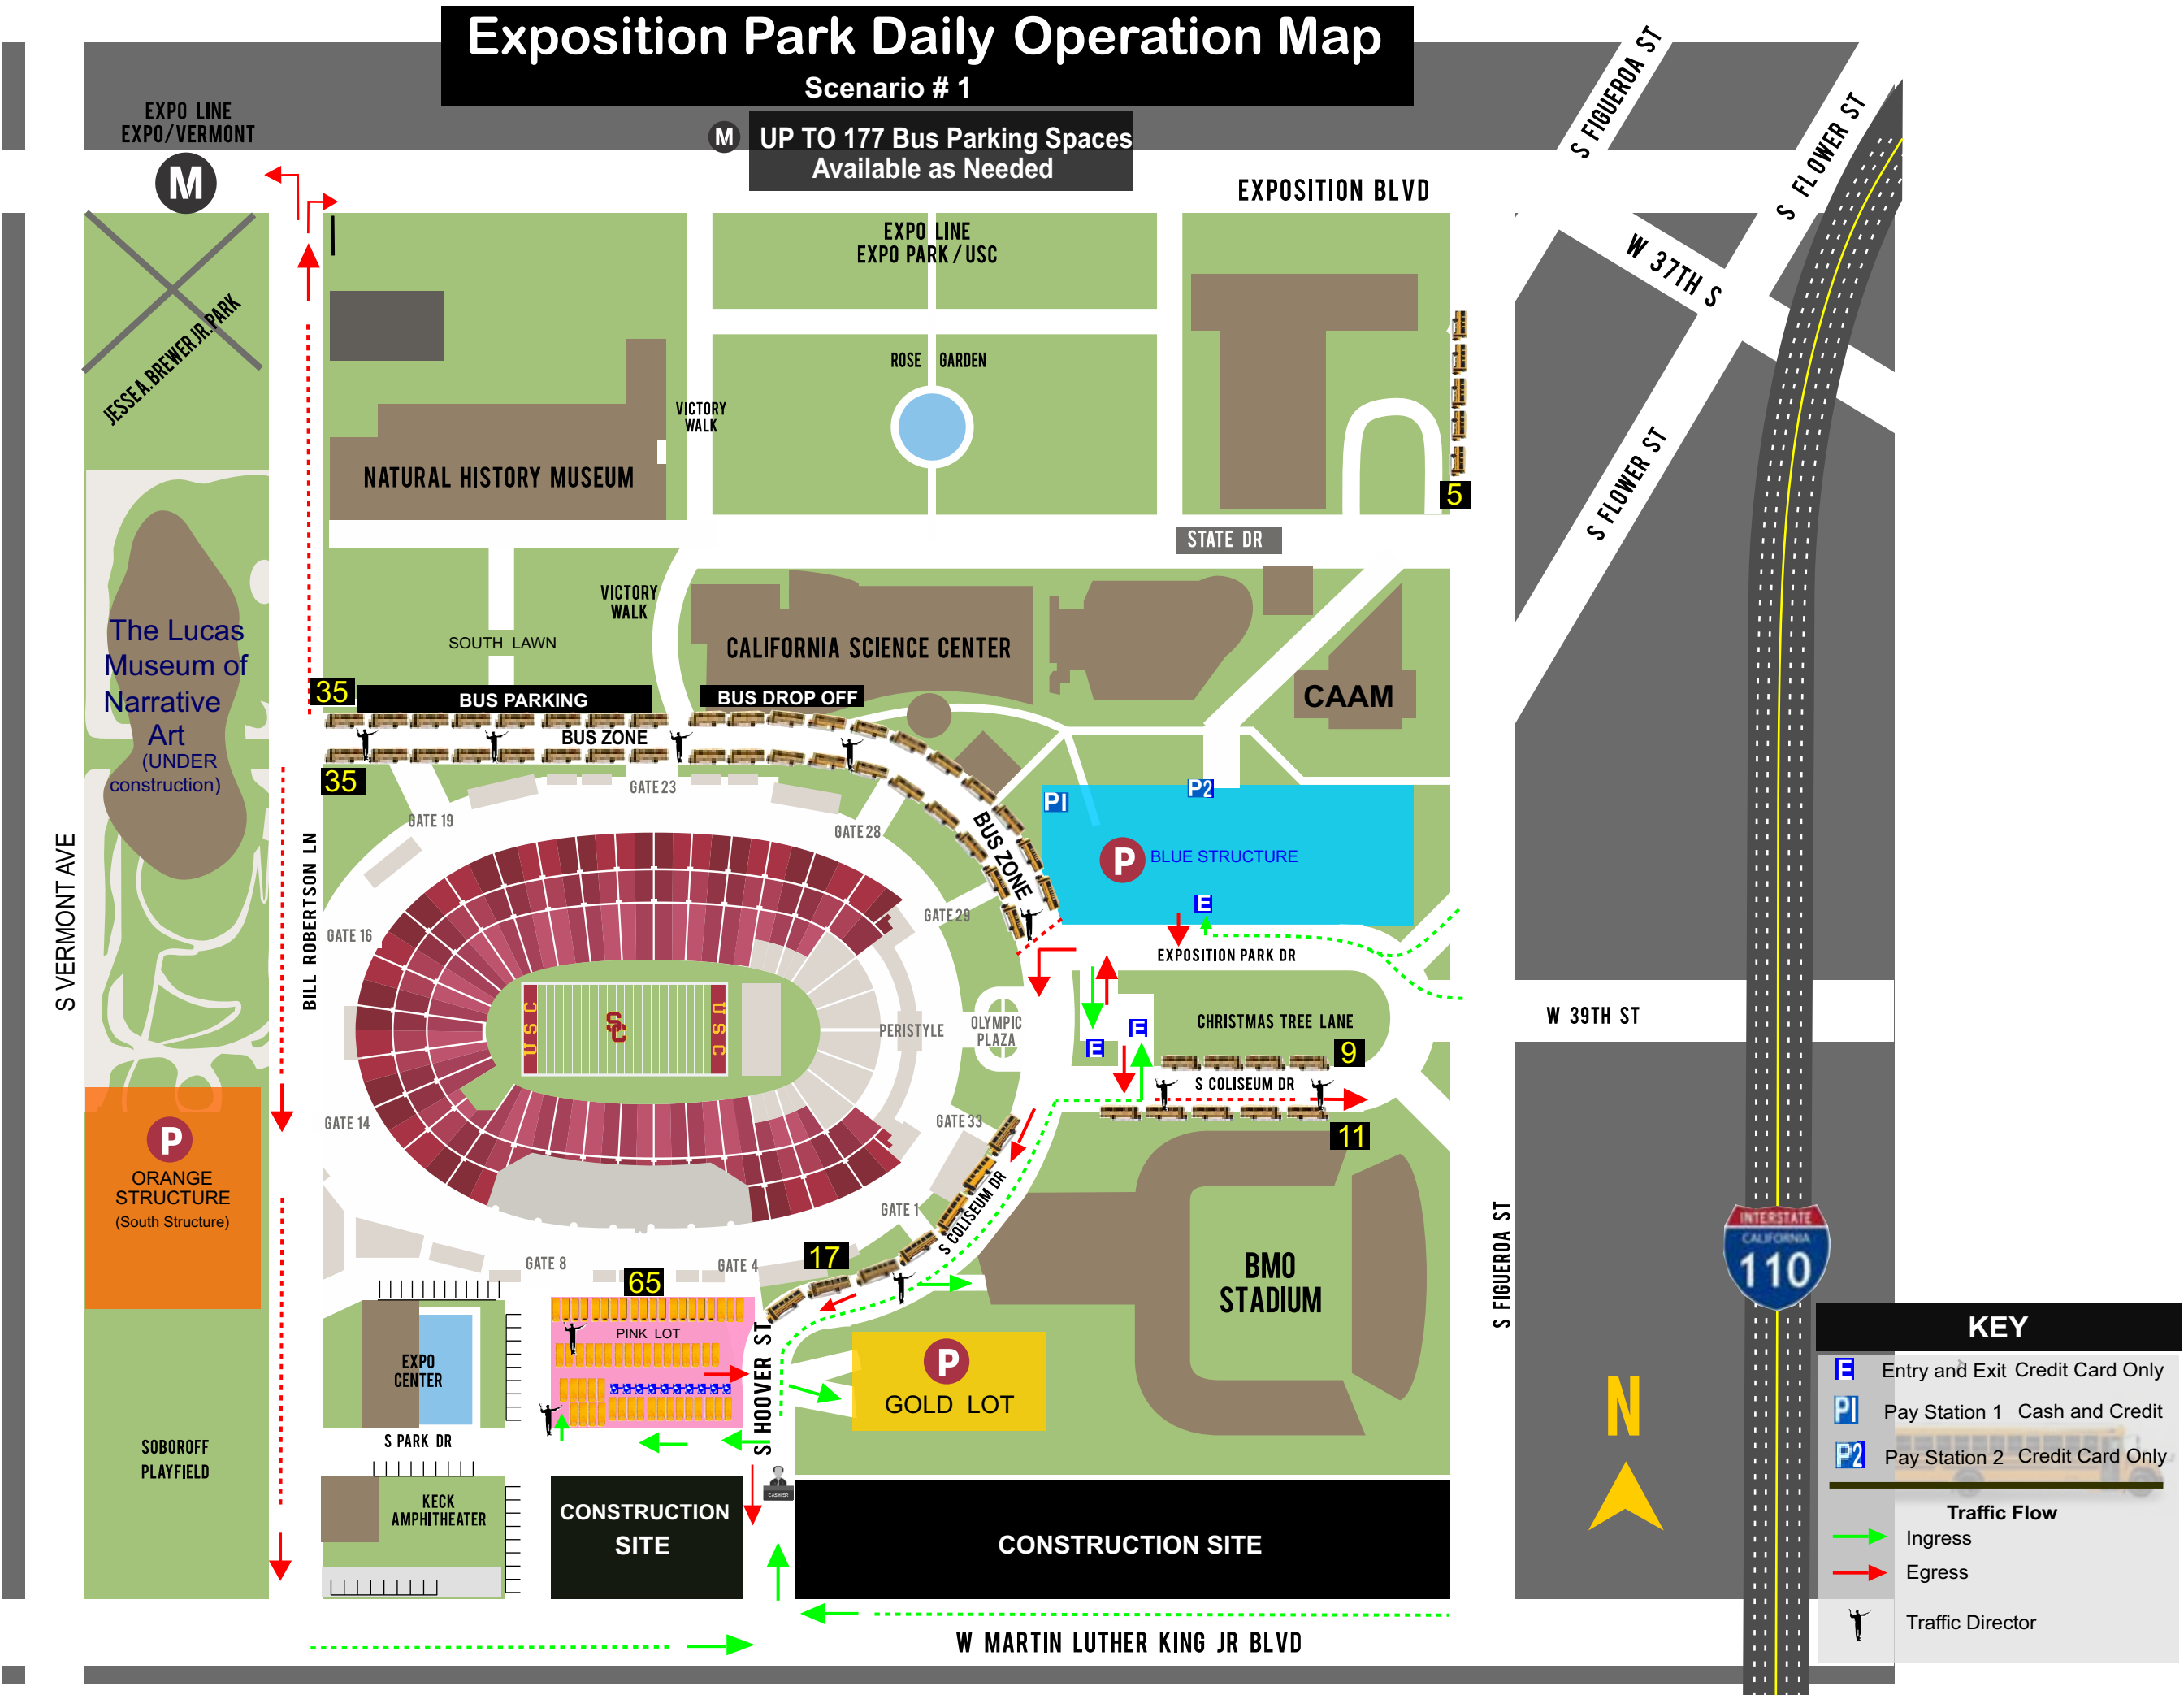 Exposition Park Daily Operation Map
Scenario # 1
M
UP TO 177 Bus Parking Spaces
Available as Needed
EXPO LINE
EXPO/VERMONT
M
EXPOSITION BLVD
S FIGUEROA ST
S FLOWER ST
W 37TH S
EXPO LINE
EXPO PARK / USC
JESSE A. BREWER JR. PARK
ROSE GARDEN
VICTORY
WALK
NATURAL HISTORY MUSEUM
5
S FLOWER ST
STATE DR
The Lucas
Museum of
Narrative
Art
(UNDER
construction)
VICTORY
WALK
SOUTH LAWN
CALIFORNIA SCIENCE CENTER
CAAM
35
BUS PARKING
BUS DROP OFF
BUS ZONE
35
GATE 23
GATE 19
GATE 28
BUS ZONE
P1
P2
P
BLUE STRUCTURE
E
S VERMONT AVE
BILL ROBERTSON LN
GATE 16
GATE 29
EXPOSITION PARK DR
USC
SC
USC
PERISTYLE
OLYMPIC
PLAZA
E
E
CHRISTMAS TREE LANE
W 39TH ST
9
S COLISEUM DR
11
GATE 14
GATE 33
P
ORANGE
STRUCTURE
(South Structure)
GATE 1
S COLISEUM DR
GATE 8
GATE 4
17
65
BMO
STADIUM
S FIGUEROA ST
INTERSTATE
CALIFORNIA
110
PINK LOT
EXPO
CENTER
S HOOVER ST
P
GOLD LOT
S PARK DR
SOBOROFF
PLAYFIELD
KECK
AMPHITHEATER
CASHIER
CONSTRUCTION
SITE
CONSTRUCTION SITE
N
W MARTIN LUTHER KING JR BLVD
KEY
E Entry and Exit Credit Card Only
P1 Pay Station 1 Cash and Credit
P2 Pay Station 2 Credit Card Only
Traffic Flow
Ingress
Egress
Traffic Director